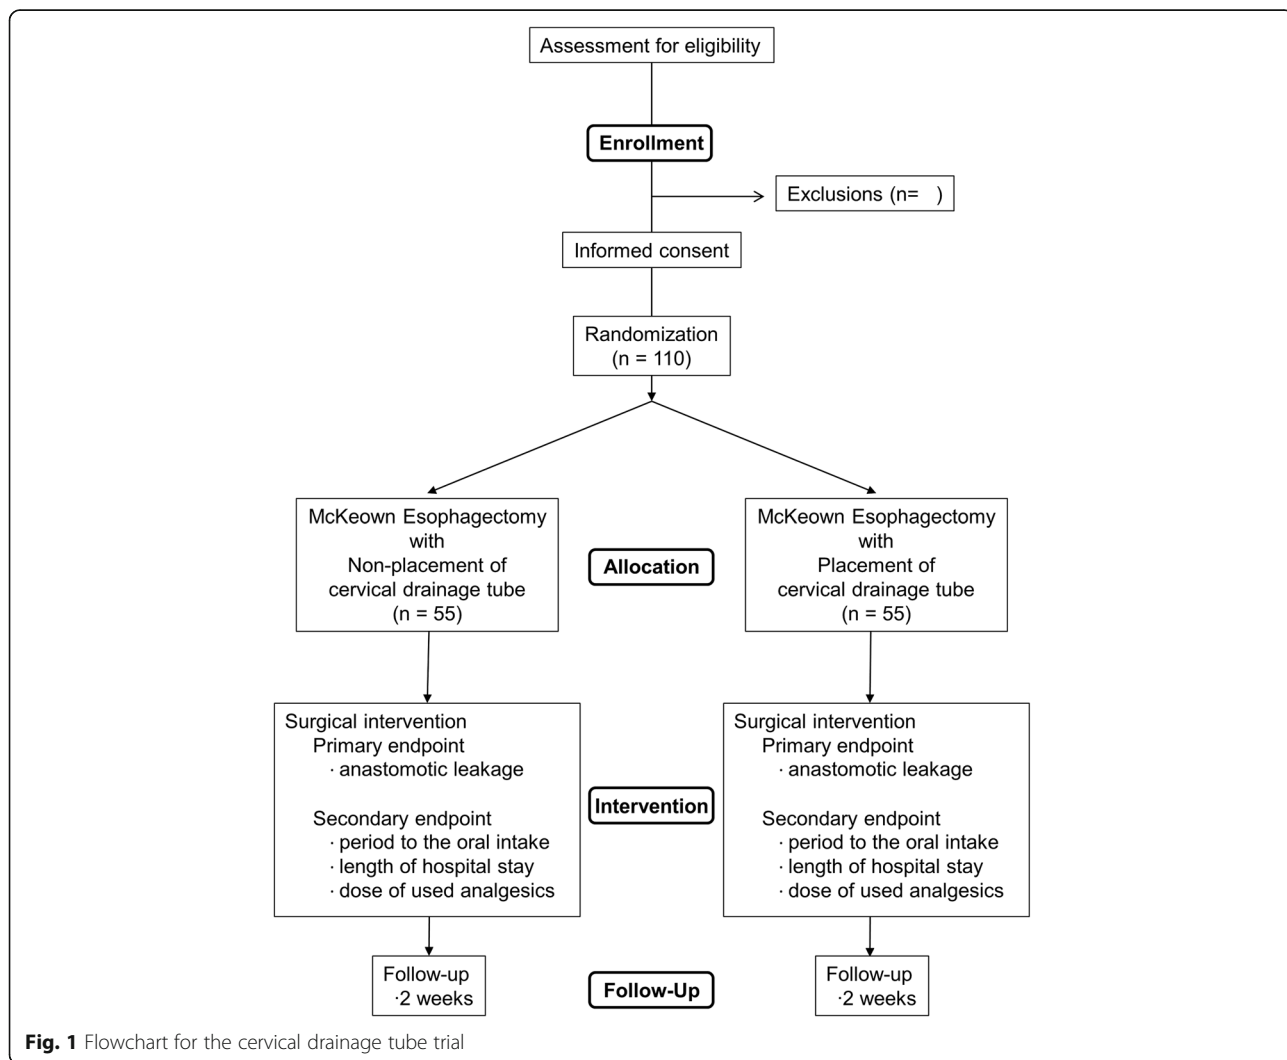 Assessment for eligibility
Enrollment
Exclusions (n= )
Informed consent
Randomization
(n = 110)
McKeown Esophagectomy
with
Non-placement of
cervical drainage tube
(n = 55)
Allocation
McKeown Esophagectomy
with
Placement of
cervical drainage tube
(n = 55)
Surgical intervention
Primary endpoint
· anastomotic leakage
Secondary endpoint
· period to the oral intake
· length of hospital stay
· dose of used analgesics
Intervention
Surgical intervention
Primary endpoint
· anastomotic leakage
Secondary endpoint
· period to the oral intake
· length of hospital stay
· dose of used analgesics
Follow-up
·2 weeks
Follow-Up
Follow-up
·2 weeks
Fig. 1 Flowchart for the cervical drainage tube trial